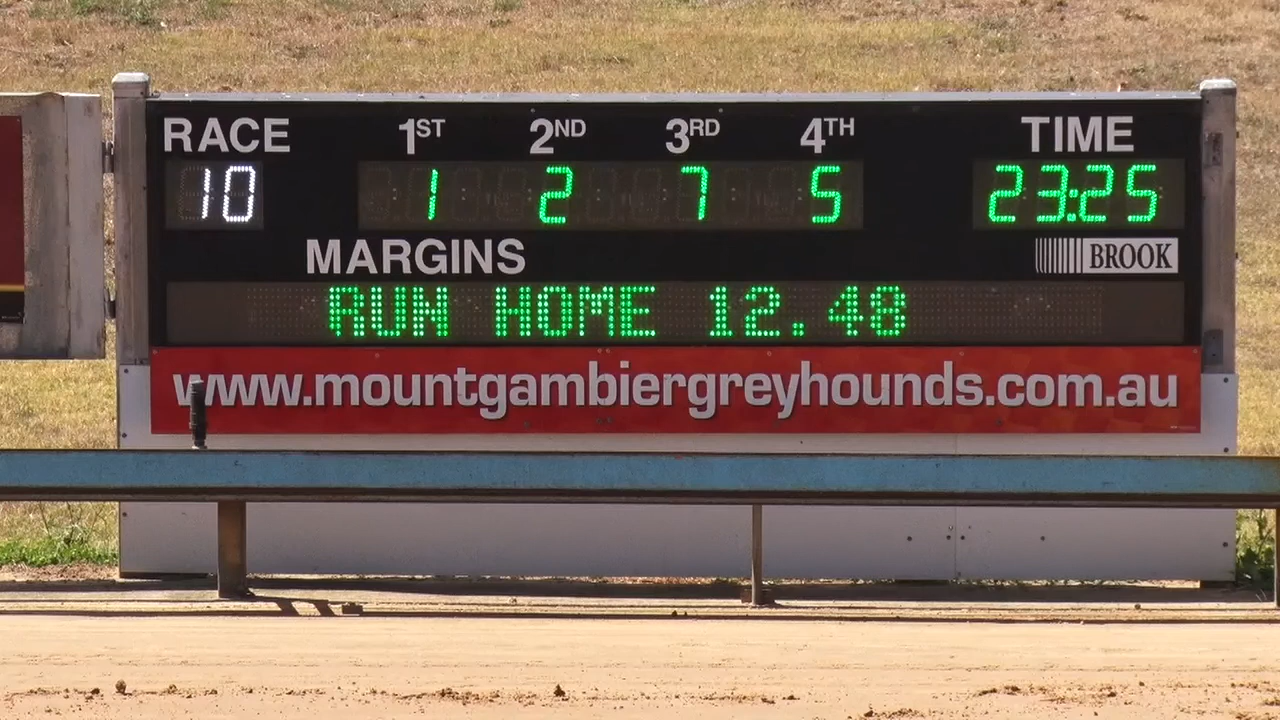 RACE 1ST 2ND 3RD 4TH TIME
10 1 2 7 5 23:25
MARGINS BROOK
RUN HOME 12.48
www.mountgambiergreyhounds.com.au